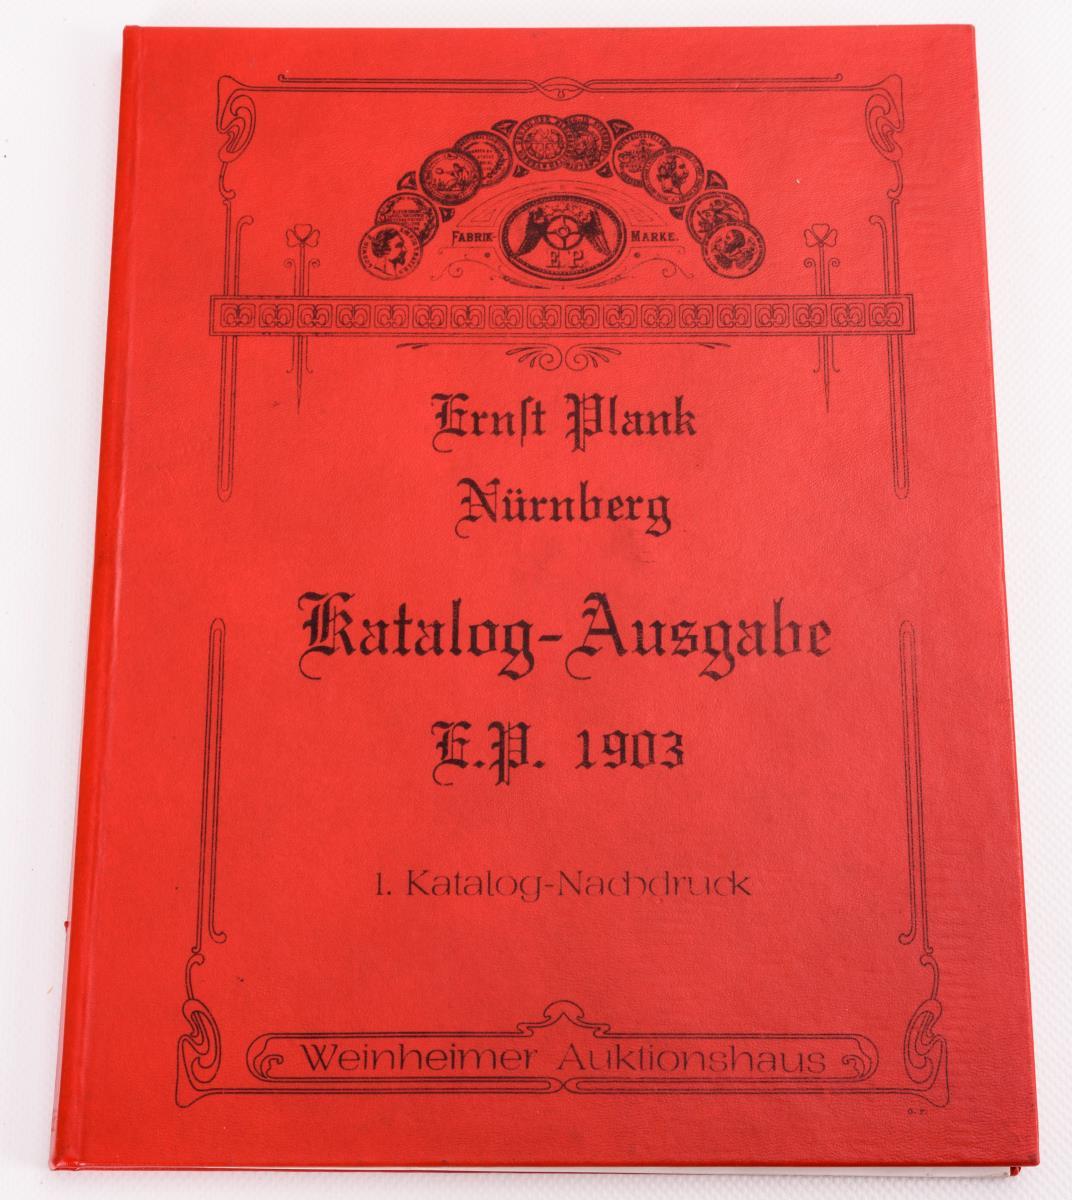 FABRIK- MARKE.
E.P.
Ernſt Plank
Nürnberg
Katalog-Ausgabe
E.P. 1903
1. Katalog-Nachdruck
Weinheimer Auktionshaus